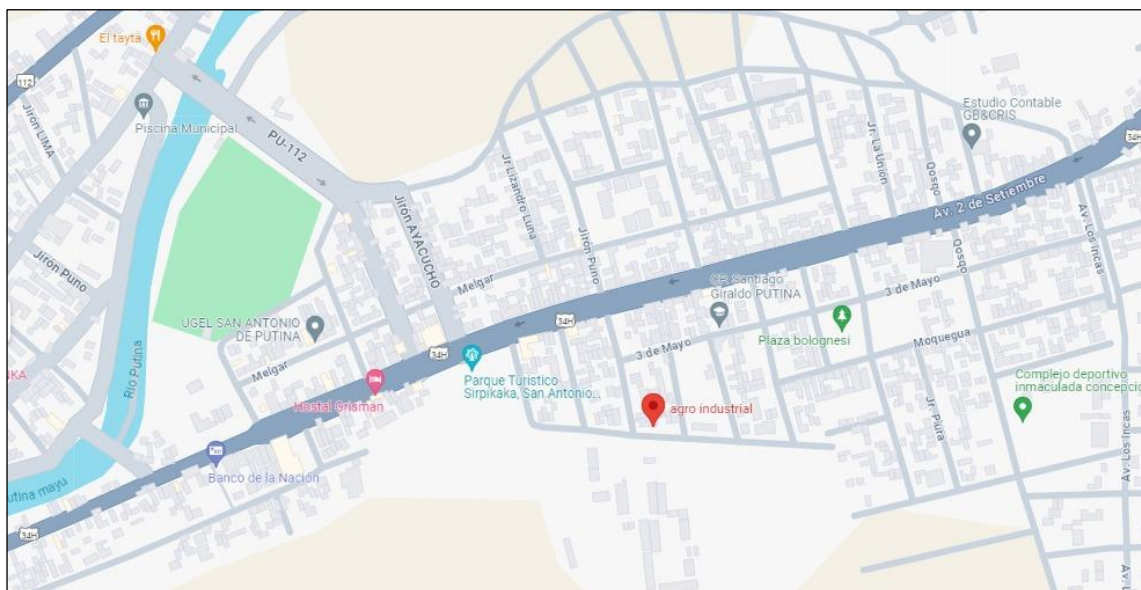 El tayta
112
Jirón LIMA
Piscina Municipal
PU-112
Estudio Contable
GB&CRIS
34H
Jr. La Unión
Qosqo
Jr Lizandro Luna
Av. 2 de Setiembre
Jirón AYACUCHO
Jirón Puno
Av. Los Incas
Jirón Puno
Melgar
Qosqo
CP. Santiago
Giraldo PUTINA
3 de Mayo
34H
UGEL SAN ANTONIO
DE PUTINA
Río Putina
34H
Plaza bolognesi
Moquegua
3 de Mayo
Melgar
NKA
Parque Turistico
Sirpikaka, San Antonio...
Complejo deportivo
inmaculada concepció
Hostal Grisman
agro industrial
Jr. Piura
Av. Los Incas
Banco de la Nación
utina mayu
34H
Av. L